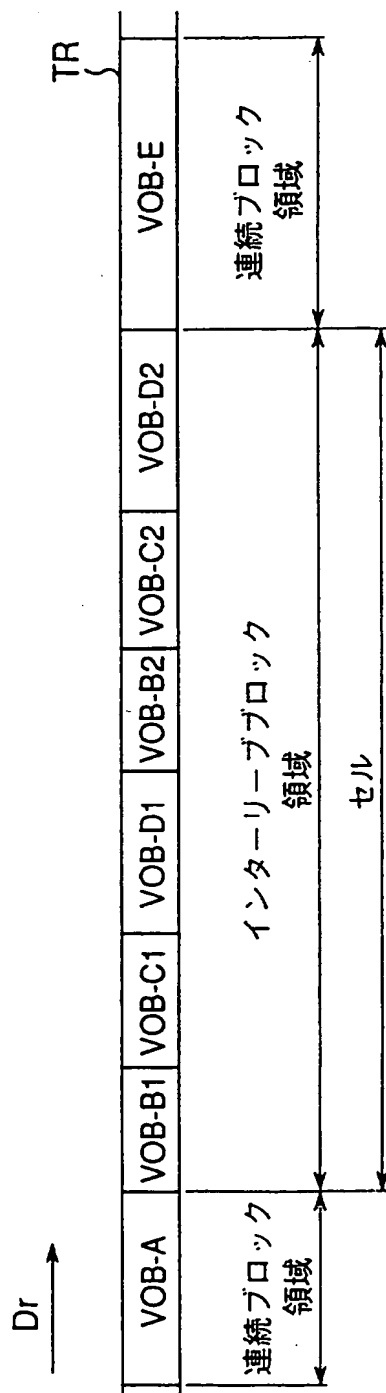 Dr
TR
VOB-A
VOB-B1
VOB-C1
VOB-D1
VOB-B2
VOB-C2
VOB-D2
VOB-E
連続ブロック
領域
インターリーブブロック
領域
連続ブロック
領域
セル